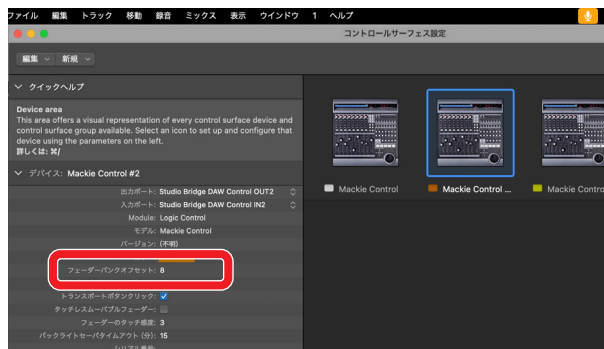 ファイル 編集 トラック 移動 録音 ミックス 表示 ウインドウ 1 ヘルプ
コントロールサーフェス設定
編集 新規
クイックヘルプ
Device area
This area offers a visual representation of every control surface device and
control surface group available. Select an icon to set up and configure that
device using the parameters on the left.
詳しくは: ⌘/
デバイス: Mackie Control #2
出力ポート: Studio Bridge DAW Control OUT2
入力ポート: Studio Bridge DAW Control IN2
Module: Logic Control
モデル: Mackie Control
バージョン: (不明)
フェーダーバンクオフセット: 8
トランスポートボタンクリック:
タッチレスムーバブルフェーダー:
フェーダーのタッチ感度: 3
バックライトセーバタイムアウト (分): 15
シリアル番号:
Mackie Control
Mackie Control ...
Mackie Contro